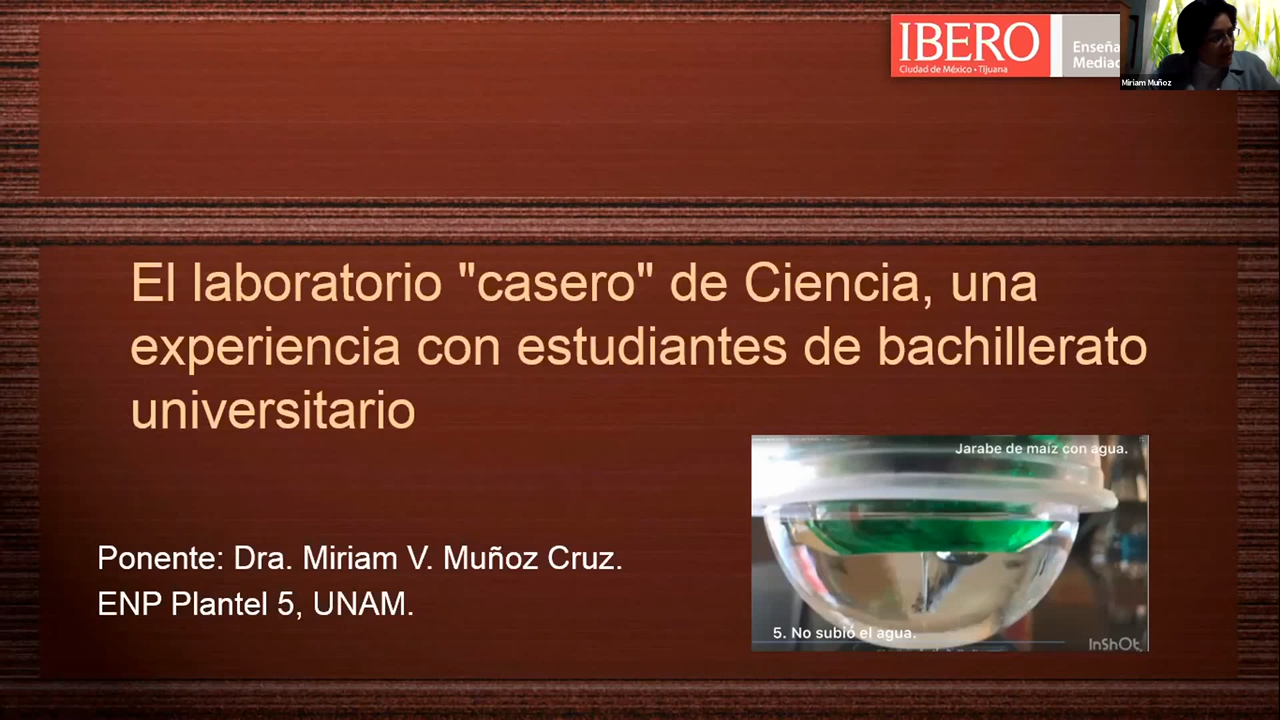 IBERO
Ciudad de México • Tijuana
Enseña
Mediac
Miriam Muñoz
El laboratorio "casero" de Ciencia, una
experiencia con estudiantes de bachillerato
universitario
Jarabe de maíz con agua.
Ponente: Dra. Miriam V. Muñoz Cruz.
ENP Plantel 5, UNAM.
5. No subió el agua.
InShOt